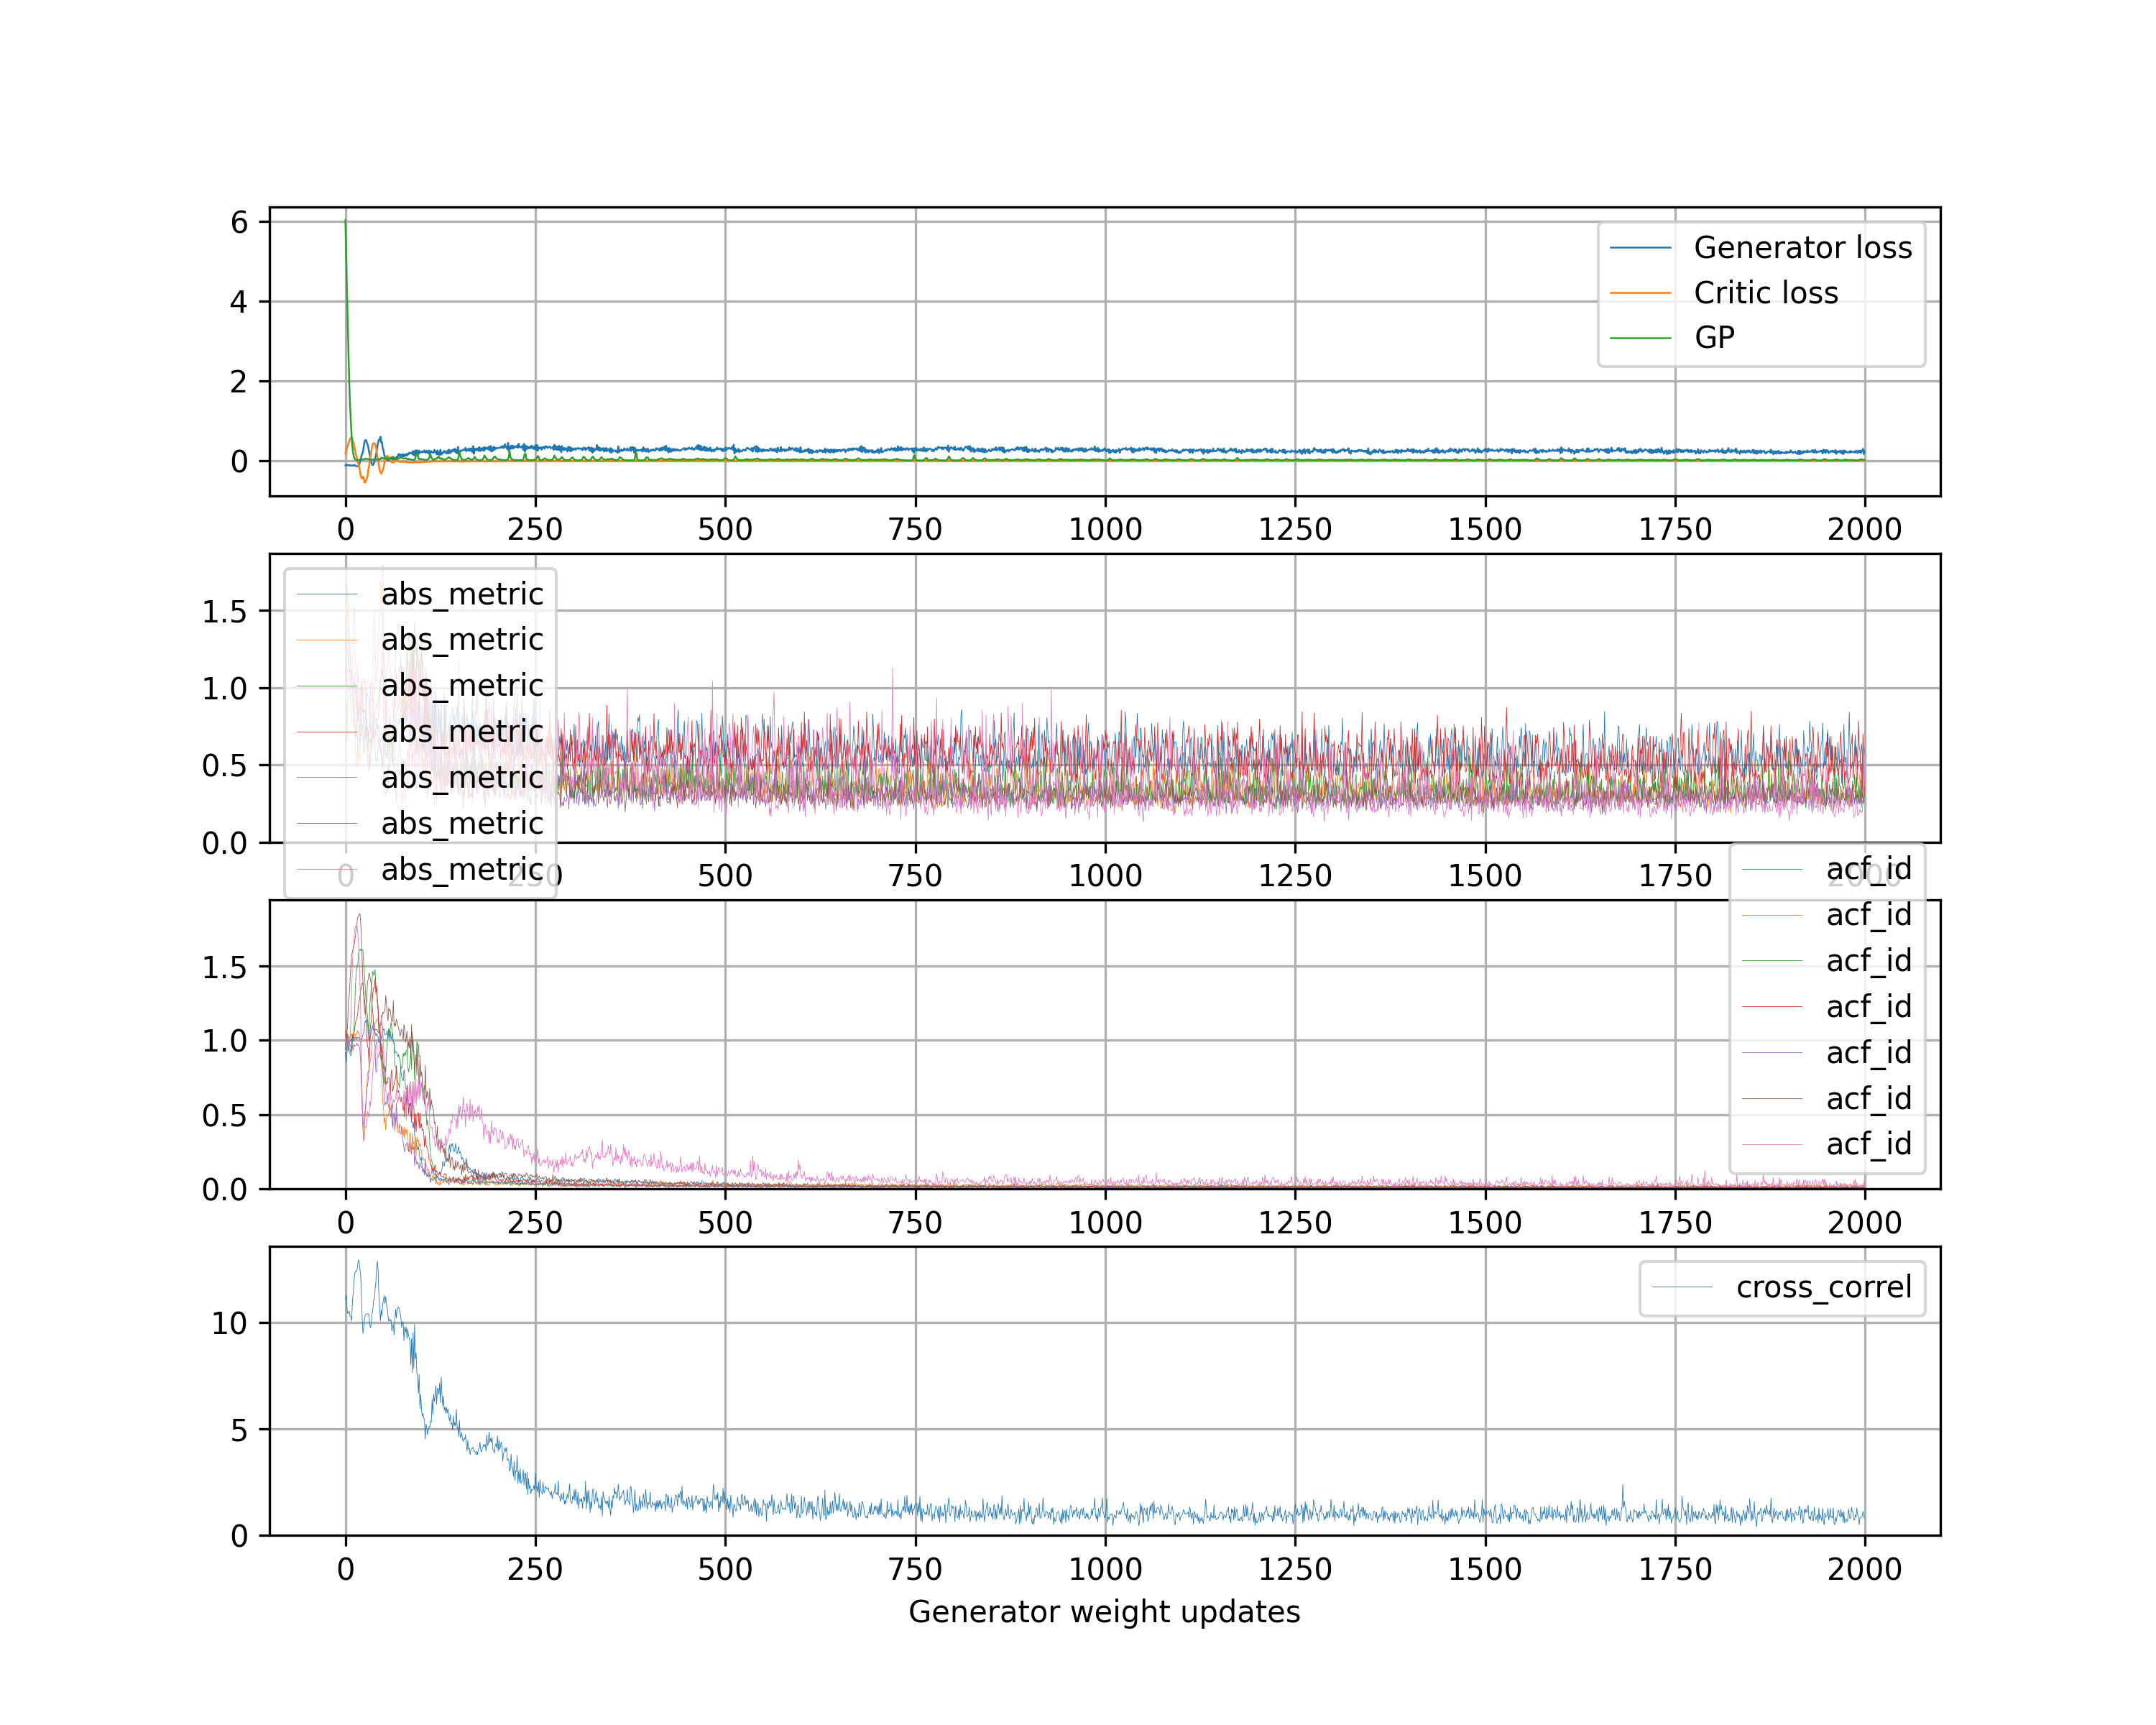 6
4
2
0
Generator loss
Critic loss
GP
0 250 500 750 1000 1250 1500 1750 2000
1.5
1.0
0.5
0.0
abs_metric
abs_metric
abs_metric
abs_metric
abs_metric
abs_metric
abs_metric
0 250 500 750 1000 1250 1500 1750 2000
1.5
1.0
0.5
0.0
acf_id
acf_id
acf_id
acf_id
acf_id
acf_id
acf_id
0 250 500 750 1000 1250 1500 1750 2000
10
5
0
cross_correl
0 250 500 750 1000 1250 1500 1750 2000
Generator weight updates